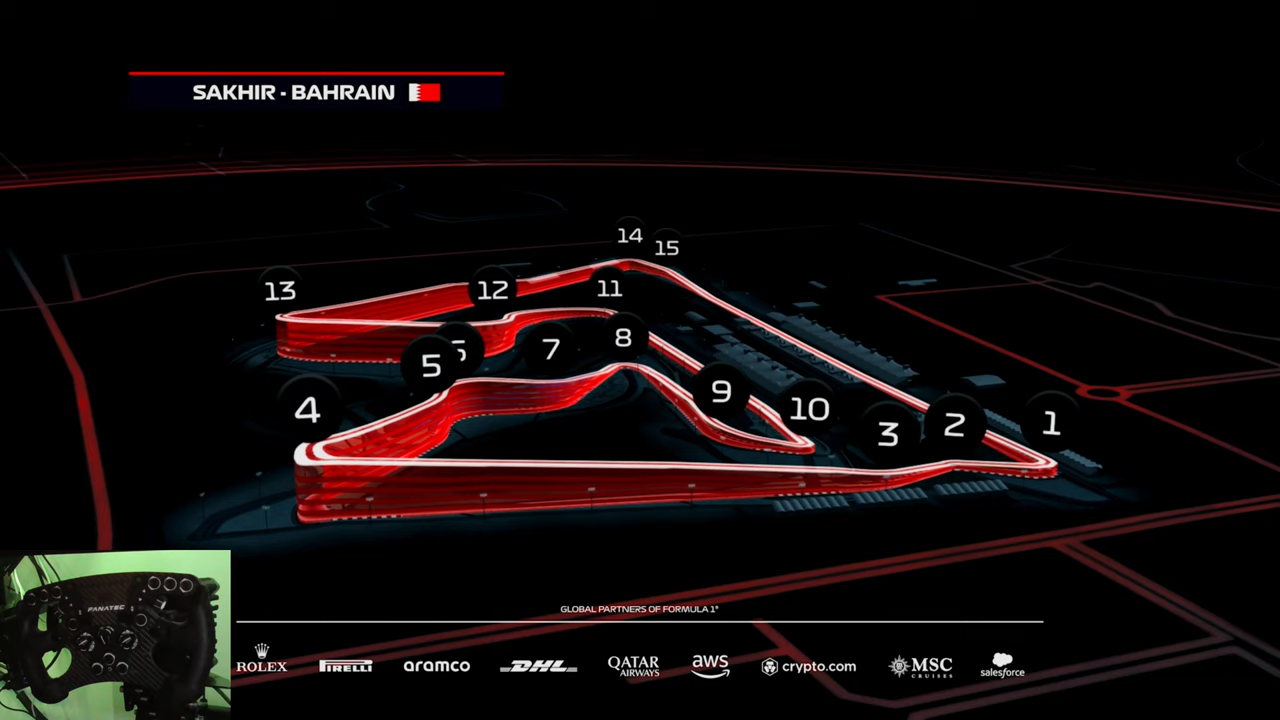 SAKHIR - BAHRAIN
14
15
13
12
11
8
7
5
9
4
10
3
2
1
FANATEC
GLOBAL PARTNERS OF FORMULA 1®
ROLEX
PIRELLI
aramco
DHL
QATAR
AIRWAYS
aws
crypto.com
MSC
CRUISES
salesforce